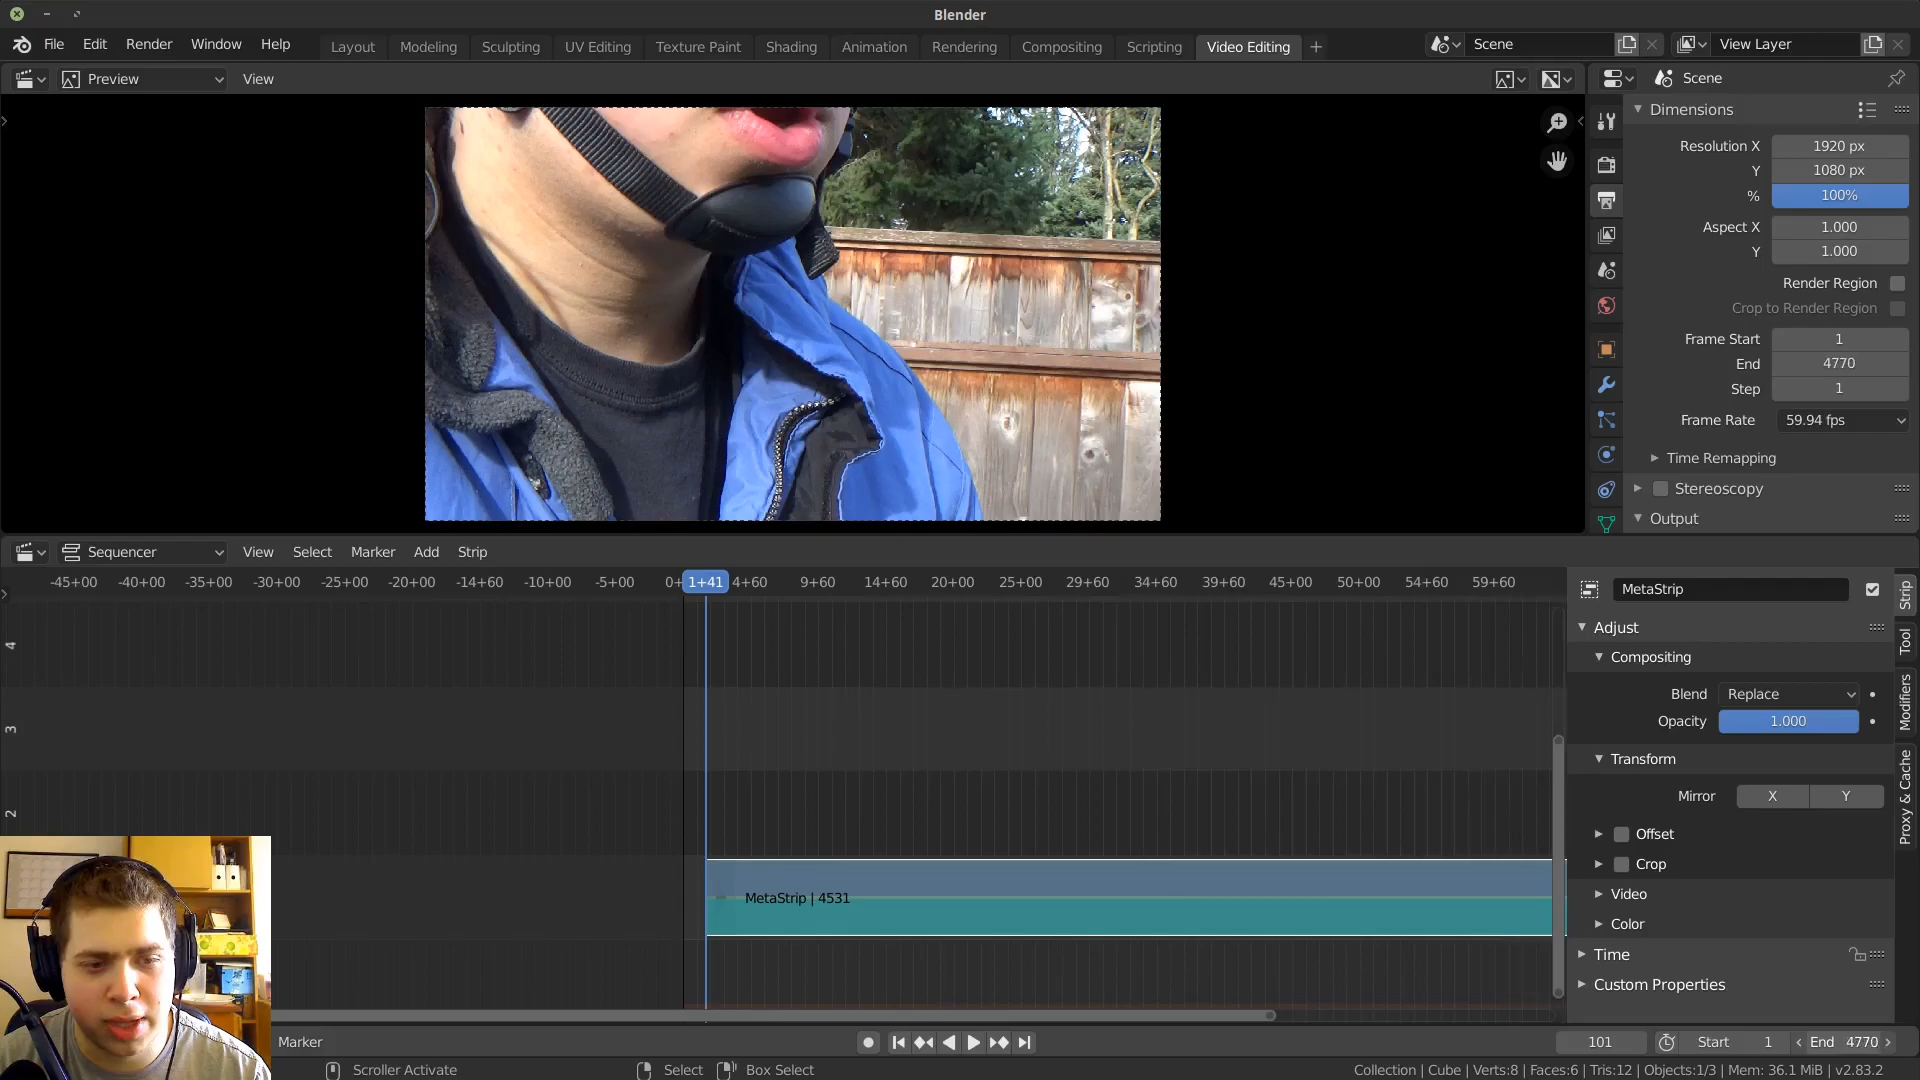 Blender
File Edit Render Window Help Layout Modeling Sculpting UV Editing Texture Paint Shading Animation Rendering Compositing Scripting Video Editing Scene View Layer
Preview View Scene
Dimensions
Resolution X 1920 px
Y 1080 px
% 100%
Aspect X 1.000
Y 1.000
Render Region
Crop to Render Region
Frame Start 1
End 4770
Step 1
Frame Rate 59.94 fps
Time Remapping
Stereoscopy
Output
Sequencer View Select Marker Add Strip
-45+00 -40+00 -35+00 -30+00 -25+00 -20+00 -14+60 -10+00 -5+00 0+ 1+41 4+60 9+60 14+60 20+00 25+00 29+60 34+60 39+60 45+00 50+00 54+60 59+60
4
3
2
MetaStrip | 4531
MetaStrip
Adjust
Compositing
Blend Replace
Opacity 1.000
Transform
Mirror X Y
Offset
Crop
Video
Color
Time
Custom Properties
Strip
Tool
Modifiers
Proxy & Cache
Marker 101 Start 1 End 4770
Scroller Activate Select Box Select Collection | Cube | Verts:8 | Faces:6 | Tris:12 | Objects:1/3 | Mem: 36.1 MiB | v2.83.2